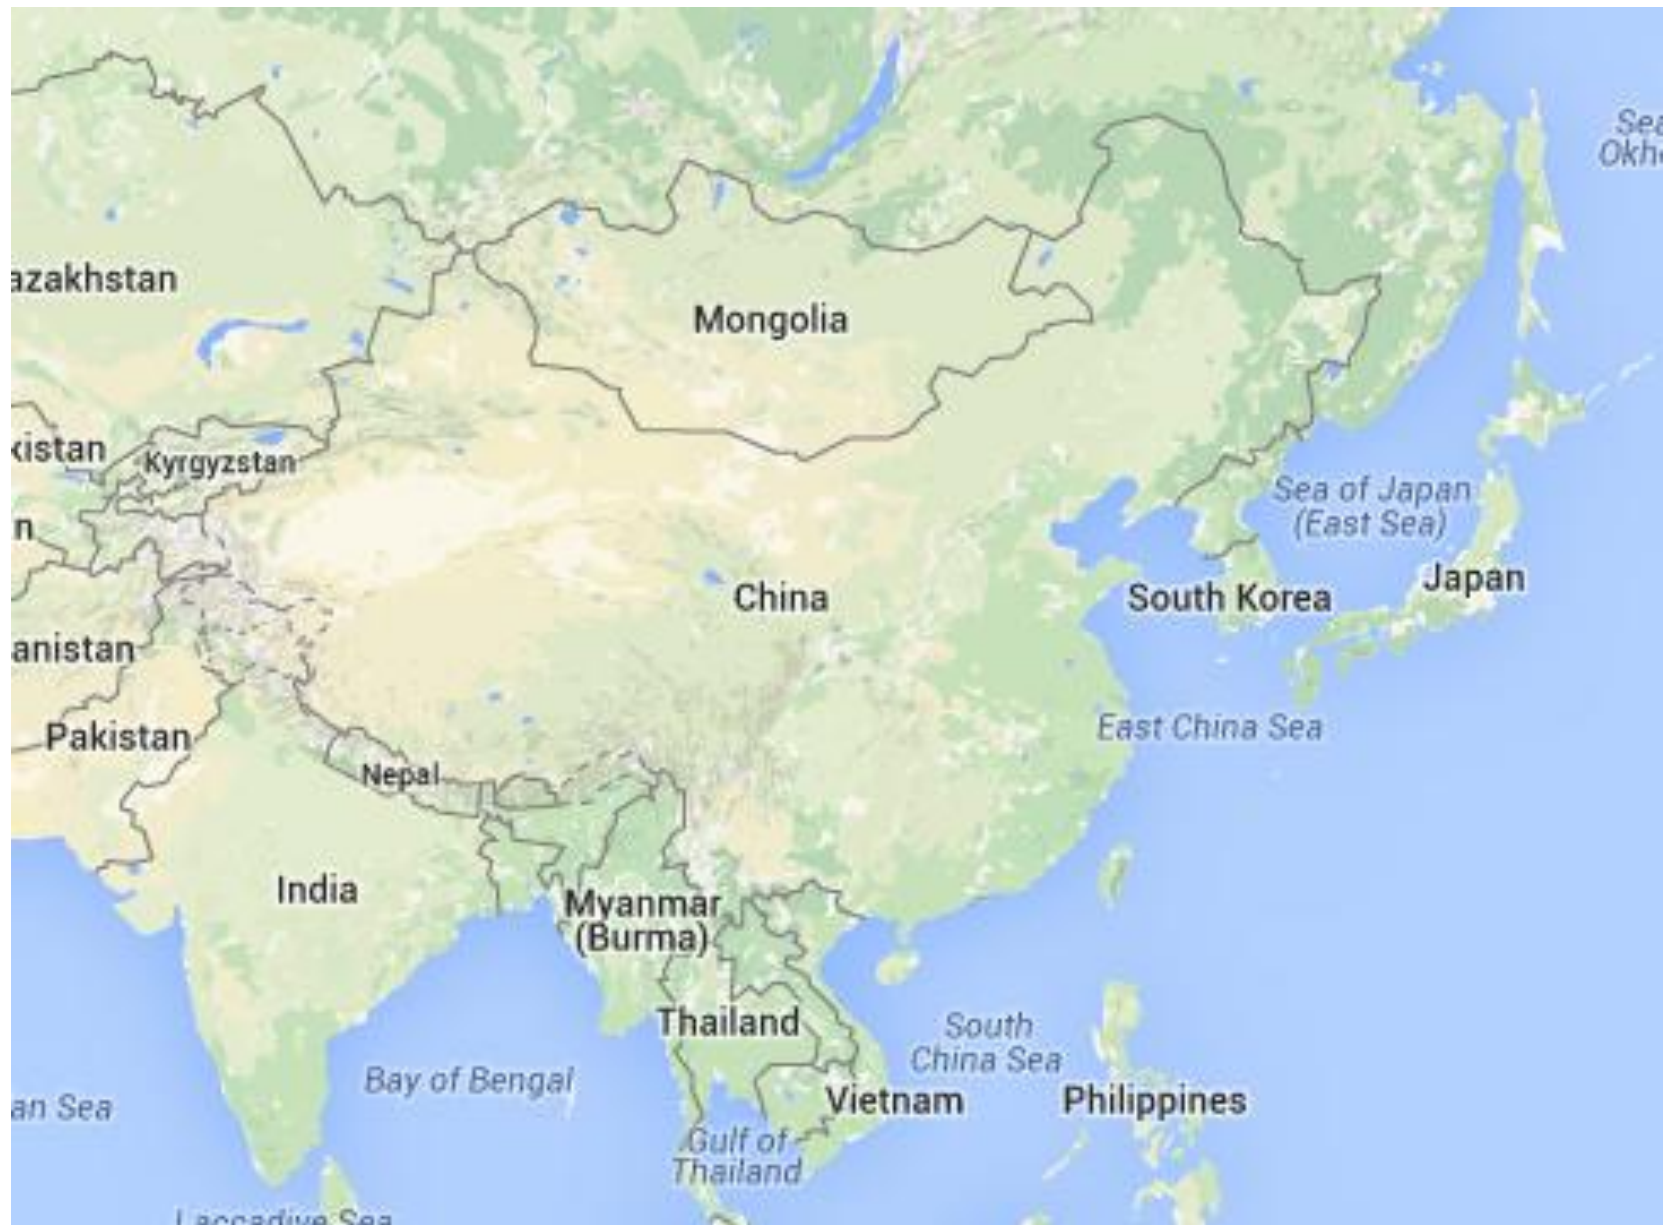 Sea
Okh
azakhstan
Mongolia
kistan
Kyrgyzstan
Sea of Japan
(East Sea)
n
Japan
China
South Korea
anistan
East China Sea
Pakistan
Nepal
India
Myanmar
(Burma)
Thailand
South
China Sea
Bay of Bengal
an Sea
Vietnam
Philippines
Gulf of
Thailand
Laccadive Sea